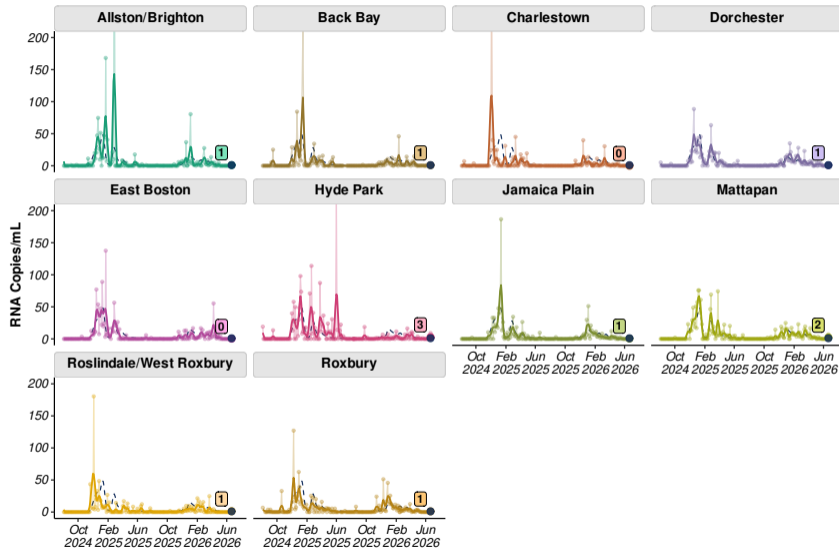 Allston/Brighton Back Bay Charlestown Dorchester
200
150
100
50
0
1 1 0 1
East Boston Hyde Park Jamaica Plain Mattapan
RNA Copies/mL
200
150
100
50
0
0 3 1 2
Oct Feb Jun Oct Feb Jun Oct Feb Jun Oct Feb Jun
2024 2025 2025 2025 2026 2026 2024 2025 2025 2025 2026 2026
Roslindale/West Roxbury Roxbury
200
150
100
50
0
1 1
Oct Feb Jun Oct Feb Jun Oct Feb Jun Oct Feb Jun
2024 2025 2025 2025 2026 2026 2024 2025 2025 2025 2026 2026